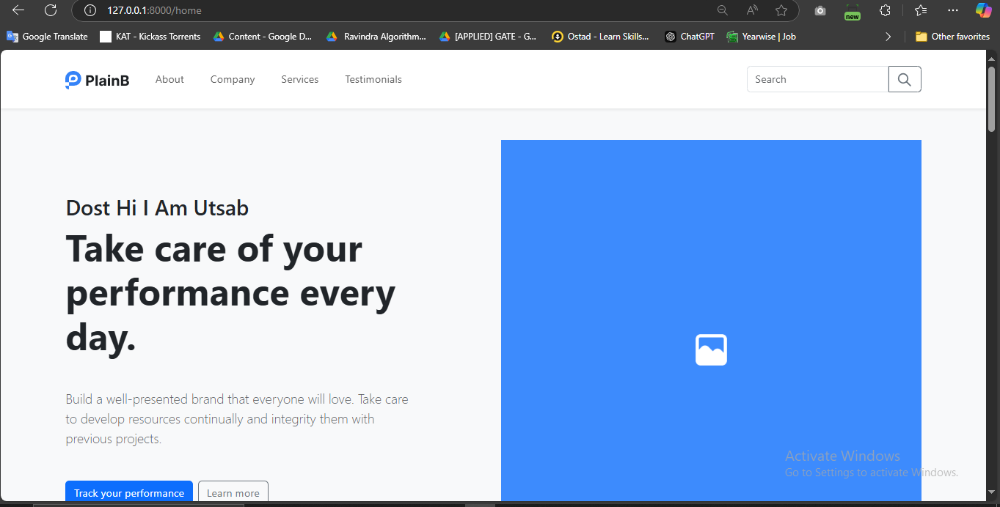 127.0.0.1:8000/home
new
Google Translate
KAT - Kickass Torrents
Content - Google D...
Ravindra Algorithm...
[APPLIED] GATE - G...
Ostad - Learn Skills...
ChatGPT
Yearwise | Job
Other favorites
PlainB
About
Company
Services
Testimonials
Search
Dost Hi I Am Utsab
Take care of your
performance every
day.
Build a well-presented brand that everyone will love. Take care
to develop resources continually and integrity them with
previous projects.
Activate Windows
Go to Settings to activate Windows.
Track your performance
Learn more